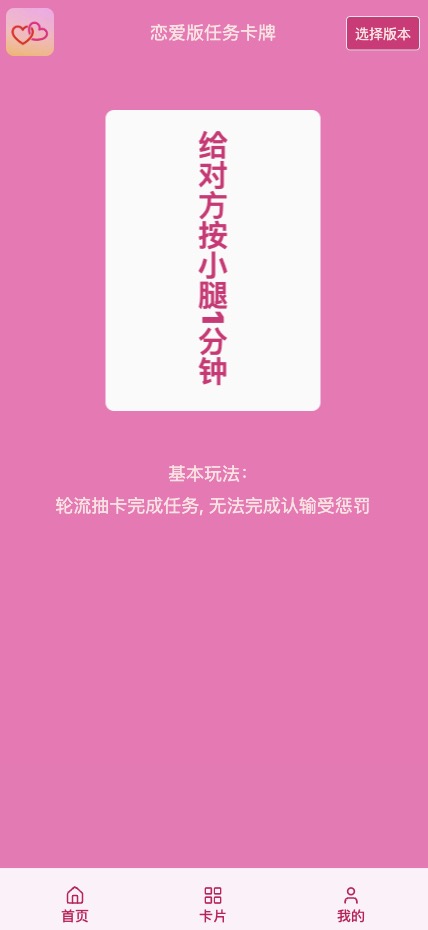 恋爱版任务卡牌
选择版本
给对方按小腿1分钟
基本玩法：
轮流抽卡完成任务, 无法完成认输受惩罚
首页
卡片
我的